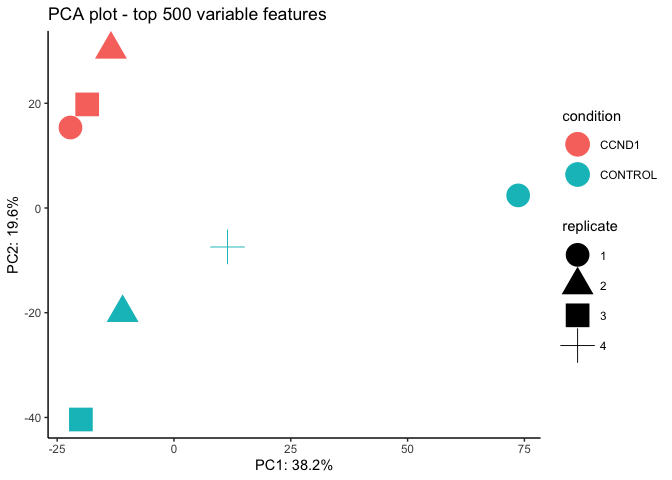 PCA plot - top 500 variable features
PC2: 19.6%
20
0
-20
-40
-25
0
25
50
75
PC1: 38.2%
condition
CCND1
CONTROL
replicate
1
2
3
4